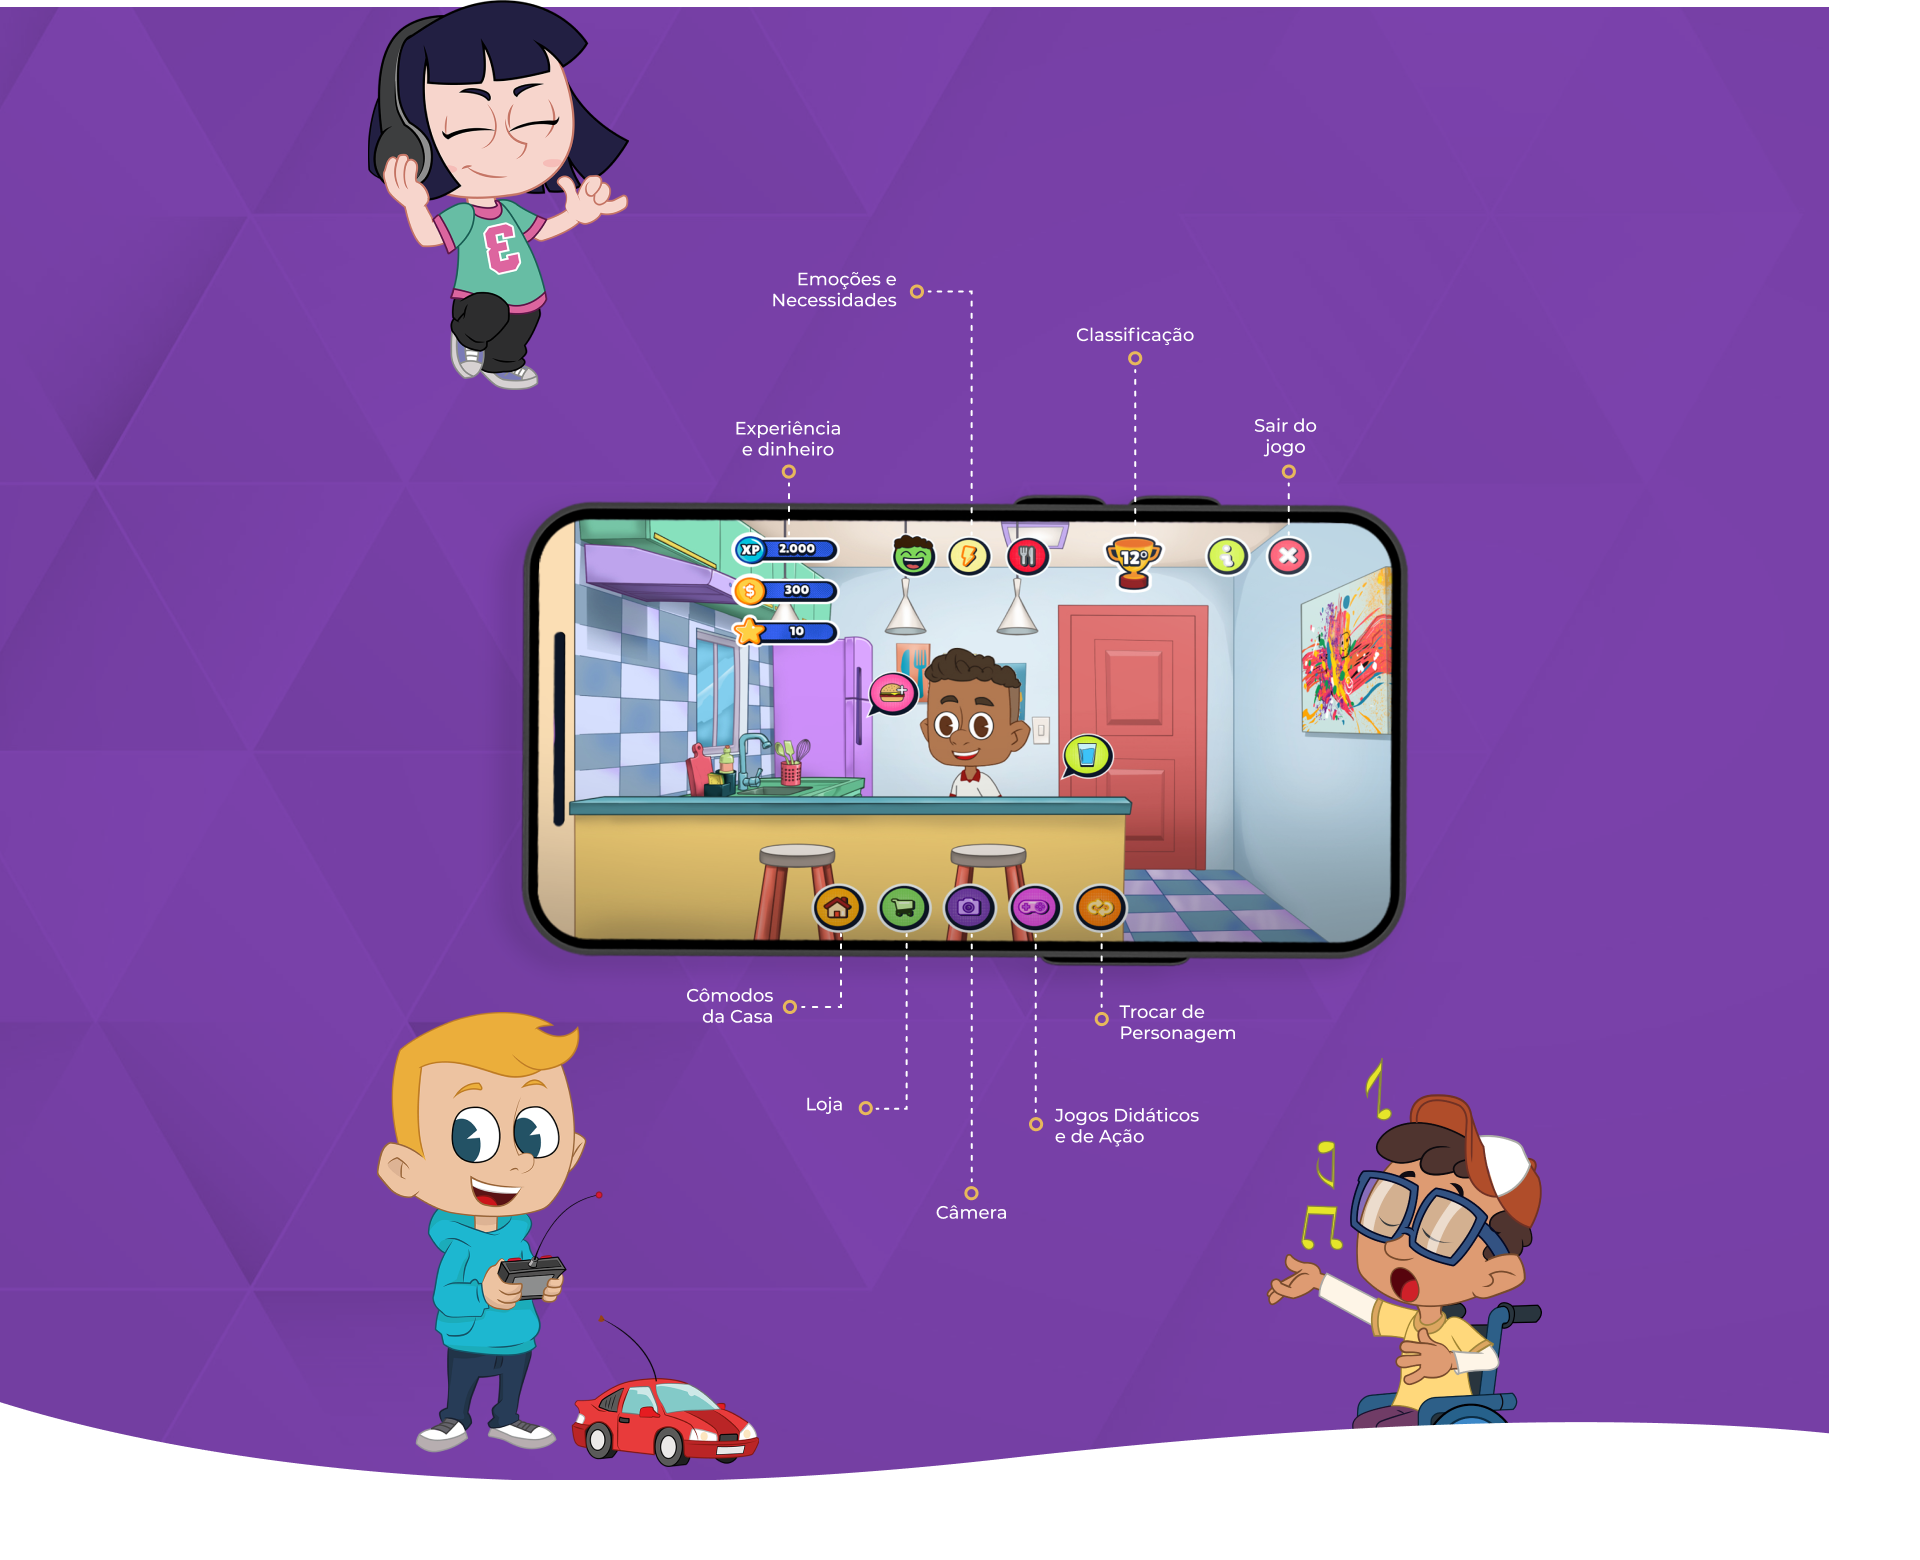 Emoções e
Necessidades
Classificação
Experiência
e dinheiro
Sair do
jogo
XP 2.000
$ 300
10
12º
i
Cômodos
da Casa
Trocar de
Personagem
Loja
Jogos Didáticos
e de Ação
Câmera